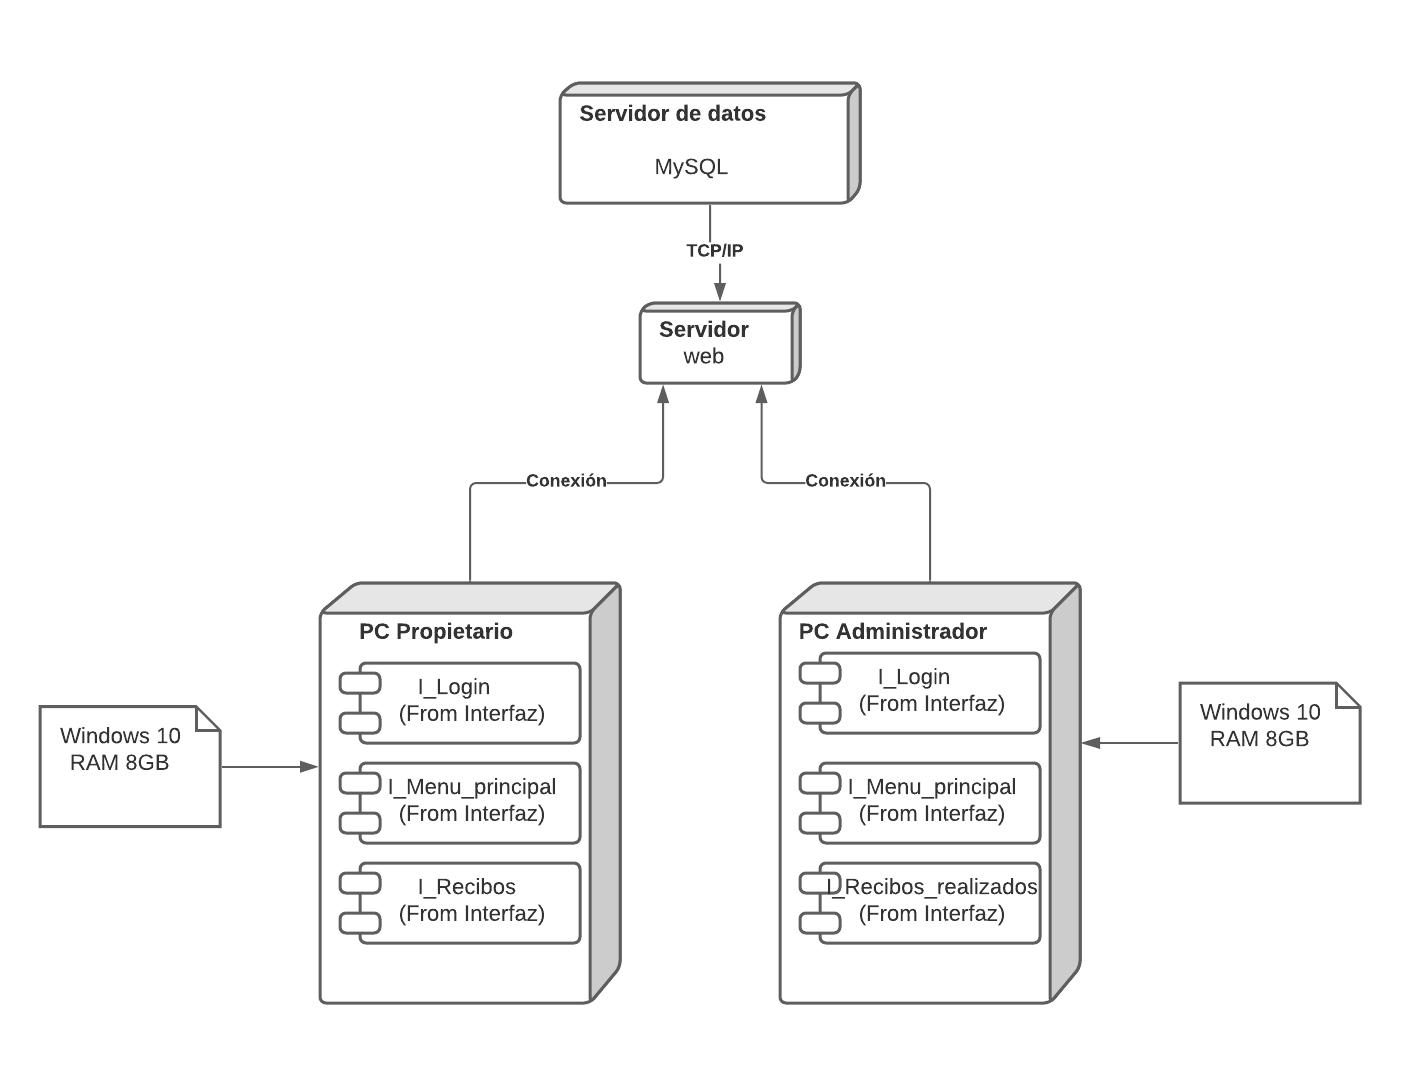 Servidor de datos
MySQL
TCP/IP
Servidor
web
Conexión
Conexión
PC Propietario
I_Login
(From Interfaz)
I_Menu_principal
(From Interfaz)
I_Recibos
(From Interfaz)
PC Administrador
I_Login
(From Interfaz)
I_Menu_principal
(From Interfaz)
I_Recibos_realizados
(From Interfaz)
Windows 10
RAM 8GB
Windows 10
RAM 8GB